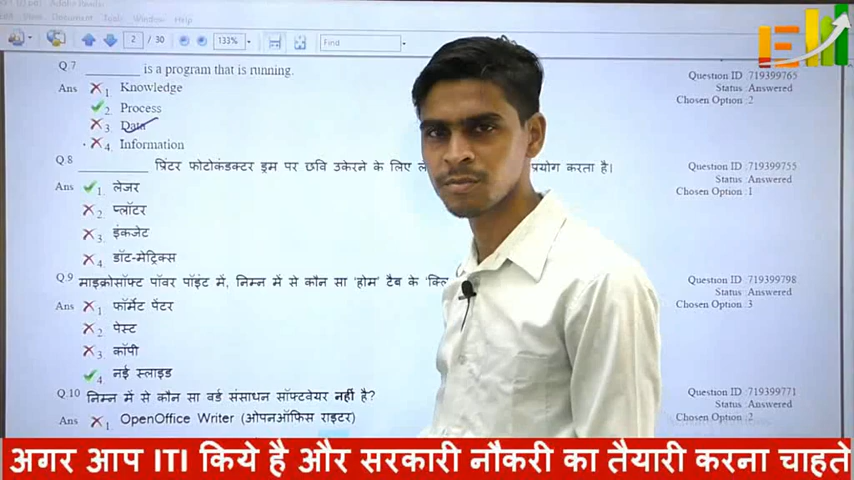 Window Help
2 / 30 133% Find
Q.7 ________ is a program that is running.
Question ID :719399765
Status :Answered
Chosen Option :2
Ans 1 Knowledge
2. Process
3 Data
4. Information
Q.8 __________ प्रिंटर फोटोकंडक्टर ड्रम पर छवि उकेरने के लिए प्रयोग करता है।
Question ID :719399755
Status :Answered
Chosen Option :1
Ans 1. लेजर
2. प्लॉटर
3. इंकजेट
4. डॉट-मेट्रिक्स
Q.9 माइक्रोसॉफ्ट पॉवर पॉइंट में, निम्न में से कौन सा 'होम' टैब के
Question ID :719399798
Status :Answered
Chosen Option :3
Ans 1 फॉर्मेट पेंटर
2 पेस्ट
3 कॉपी
4 नई स्लाइड
Q.10 निम्न में से कौन सा वर्ड संसाधन सॉफ्टवेयर नहीं है?
Question ID :719399771
Status :Answered
Chosen Option :2
Ans 1. OpenOffice Writer (ओपनऑफिस राइटर)
अगर आप ITI किये है और सरकारी नौकरी का तैयारी करना चाहते